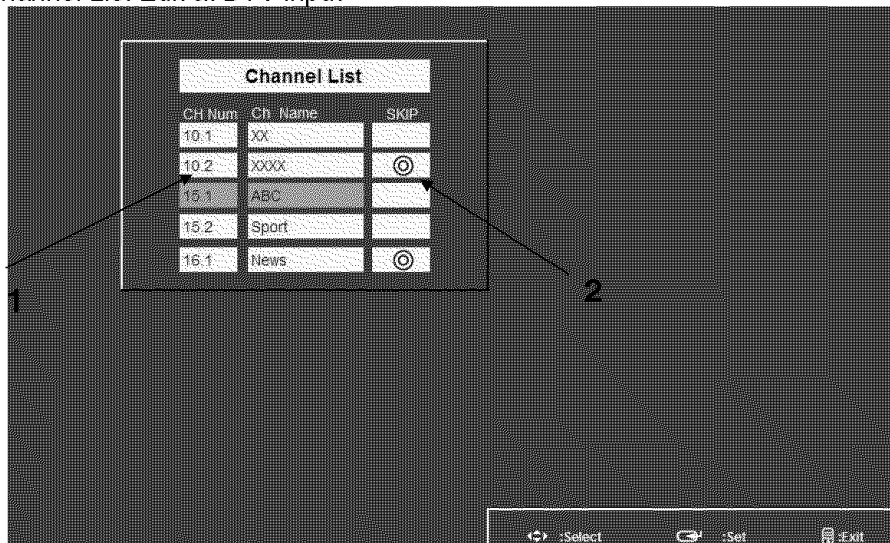 Channel List
CH Num Ch Name SKIP
10.1 XX
10.2 XXXX
15.1 ABC
15.2 Sport
16.1 News
1
2
:Select :Set :Exit